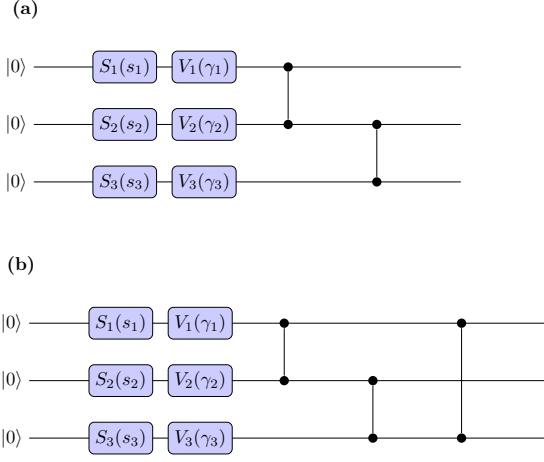 (a)
|0⟩ S₁(s₁) V₁(γ₁)
|0⟩ S₂(s₂) V₂(γ₂)
|0⟩ S₃(s₃) V₃(γ₃)
(b)
|0⟩ S₁(s₁) V₁(γ₁)
|0⟩ S₂(s₂) V₂(γ₂)
|0⟩ S₃(s₃) V₃(γ₃)